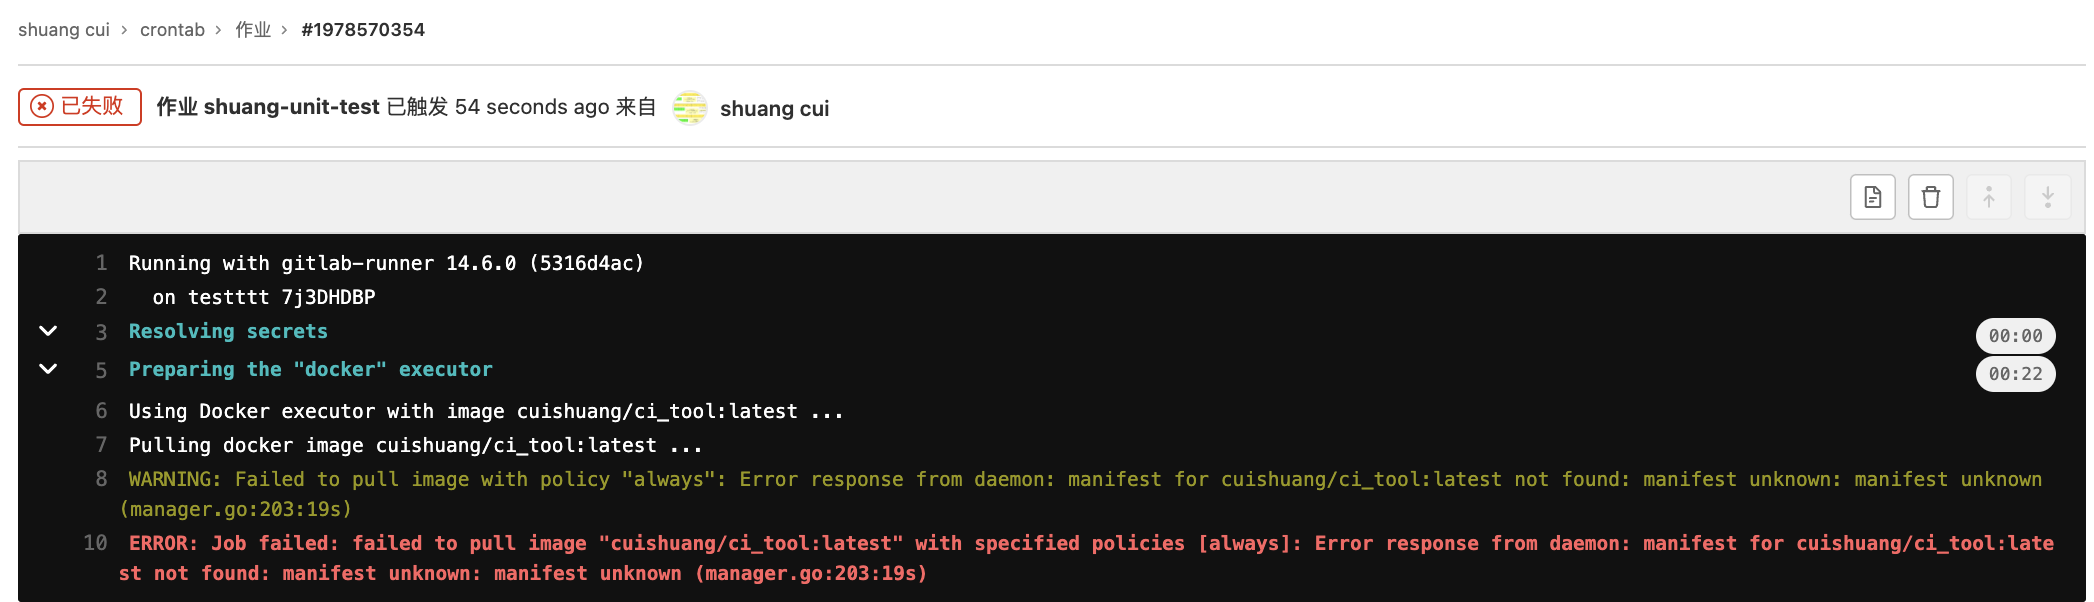 shuang cui › crontab › 作业 › #1978570354
已失败 作业 shuang-unit-test 已触发 54 seconds ago 来自 shuang cui
1 Running with gitlab-runner 14.6.0 (5316d4ac)
2 on testttt 7j3DHDBP
3 Resolving secrets 00:00
5 Preparing the "docker" executor 00:22
6 Using Docker executor with image cuishuang/ci_tool:latest ...
7 Pulling docker image cuishuang/ci_tool:latest ...
8 WARNING: Failed to pull image with policy "always": Error response from daemon: manifest for cuishuang/ci_tool:latest not found: manifest unknown: manifest unknown
(manager.go:203:19s)
10 ERROR: Job failed: failed to pull image "cuishuang/ci_tool:latest" with specified policies [always]: Error response from daemon: manifest for cuishuang/ci_tool:late
st not found: manifest unknown: manifest unknown (manager.go:203:19s)